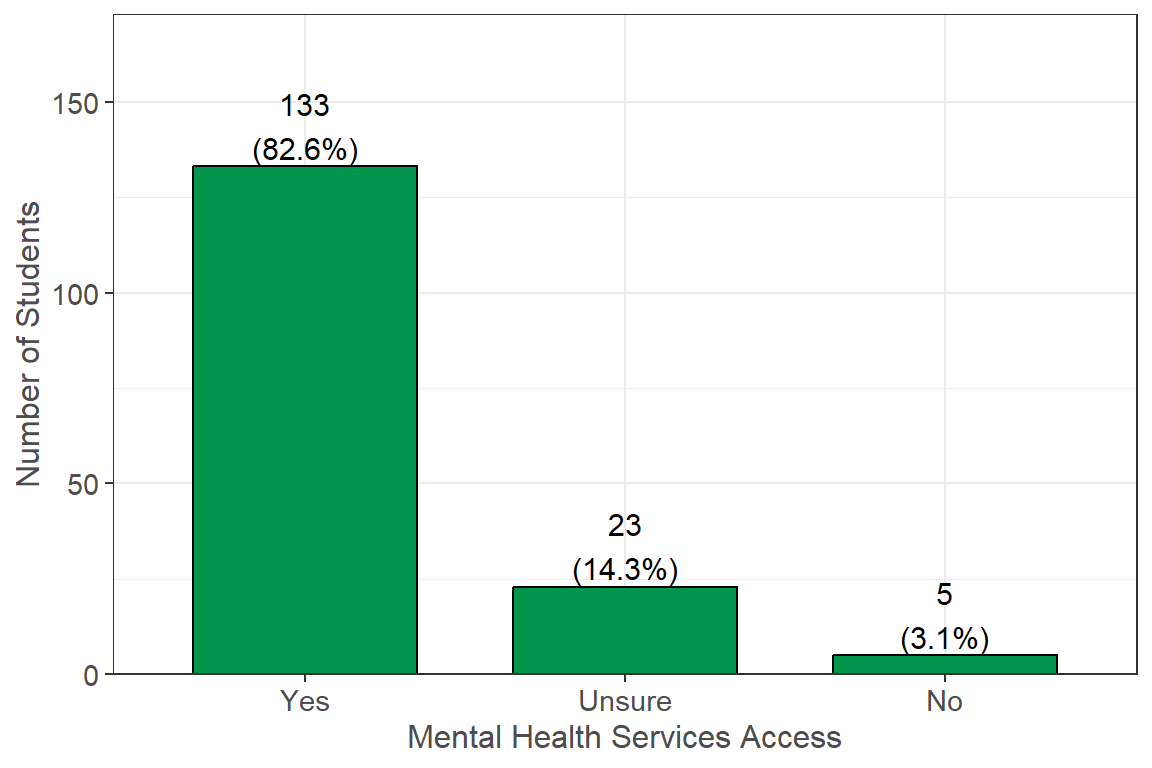 150
100
50
0
Number of Students
133
(82.6%)
23
(14.3%)
5
(3.1%)
Yes
Unsure
No
Mental Health Services Access